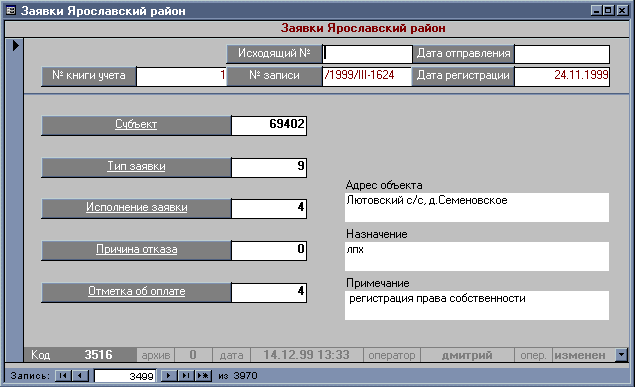 Заявки Ярославский район
Заявки Ярославский район
Исходящий № Дата отправления
№ книги учета 1 № записи /1999/III-1624 Дата регистрации 24.11.1999
Субъект 69402
Тип заявки 9
Адрес объекта
Исполнение заявки 4 Лютовский с/с, д.Семеновское
Назначение
Причина отказа 0 лпх
Примечание
Отметка об оплате 4 регистрация права собственности
Код 3516 архив 0 дата 14.12.99 13:33 оператор дмитрий опер. изменен
Запись: 3499 из 3970